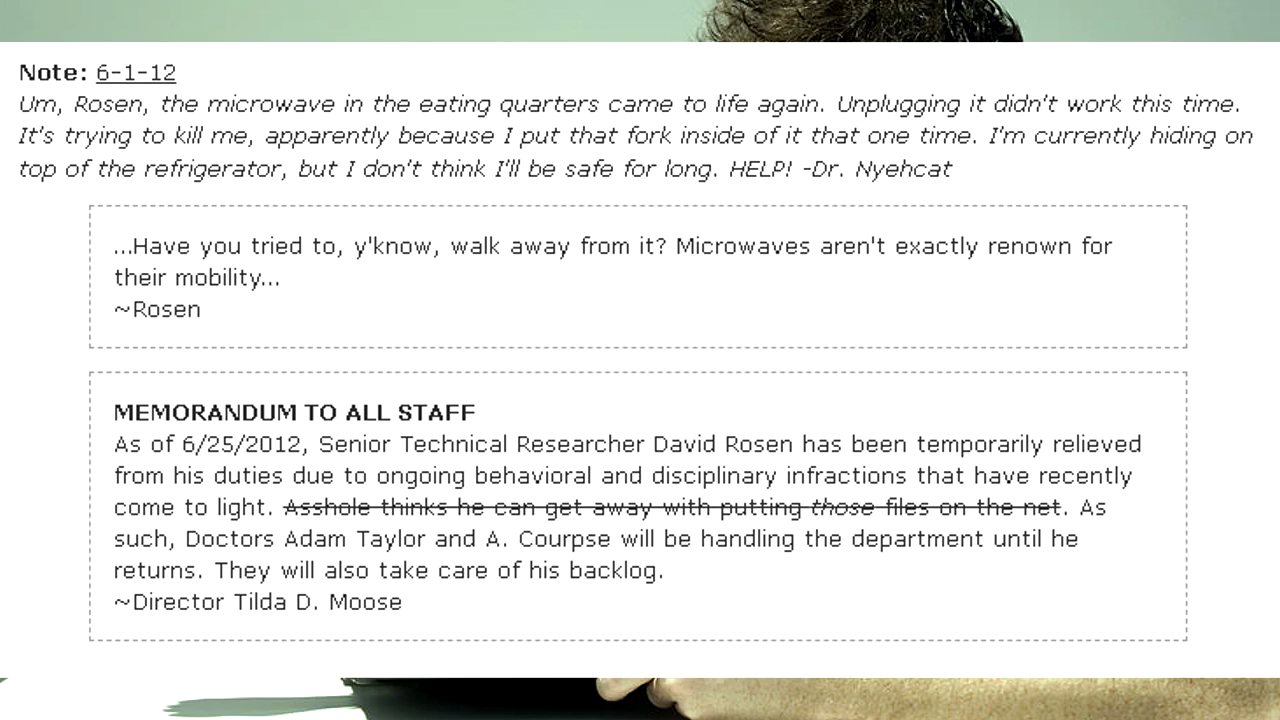 Note: 6-1-12
Um, Rosen, the microwave in the eating quarters came to life again. Unplugging it didn't work this time.
It's trying to kill me, apparently because I put that fork inside of it that one time. I'm currently hiding on
top of the refrigerator, but I don't think I'll be safe for long. HELP! -Dr. Nyehcat
...Have you tried to, y'know, walk away from it? Microwaves aren't exactly renown for
their mobility...
~Rosen
MEMORANDUM TO ALL STAFF
As of 6/25/2012, Senior Technical Researcher David Rosen has been temporarily relieved
from his duties due to ongoing behavioral and disciplinary infractions that have recently
come to light. Asshole thinks he can get away with putting those files on the net. As
such, Doctors Adam Taylor and A. Courpse will be handling the department until he
returns. They will also take care of his backlog.
~Director Tilda D. Moose